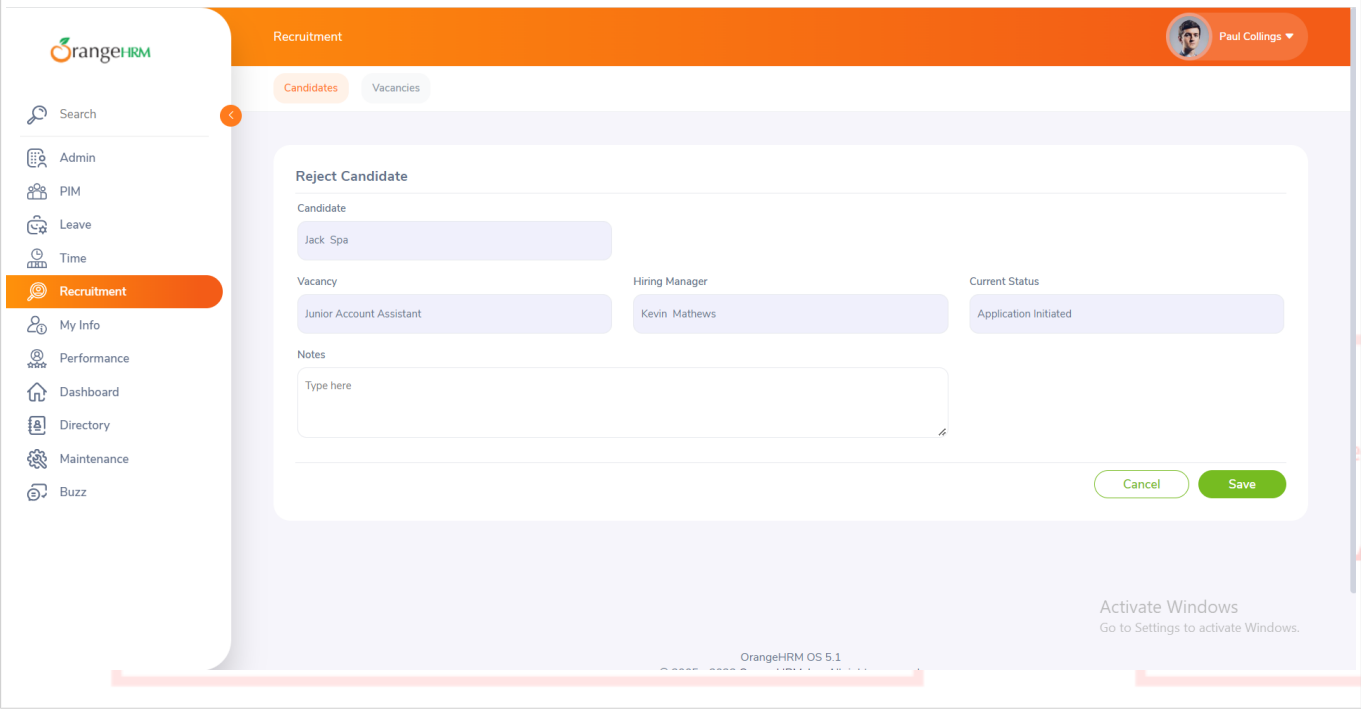 OrangeHRM
Recruitment
Paul Collings
Candidates
Vacancies
Search
Admin
PIM
Leave
Time
Recruitment
My Info
Performance
Dashboard
Directory
Maintenance
Buzz
Reject Candidate
Candidate
Jack Spa
Vacancy
Hiring Manager
Current Status
Junior Account Assistant
Kevin Mathews
Application Initiated
Notes
Type here
Cancel
Save
Activate Windows
Go to Settings to activate Windows.
OrangeHRM OS 5.1